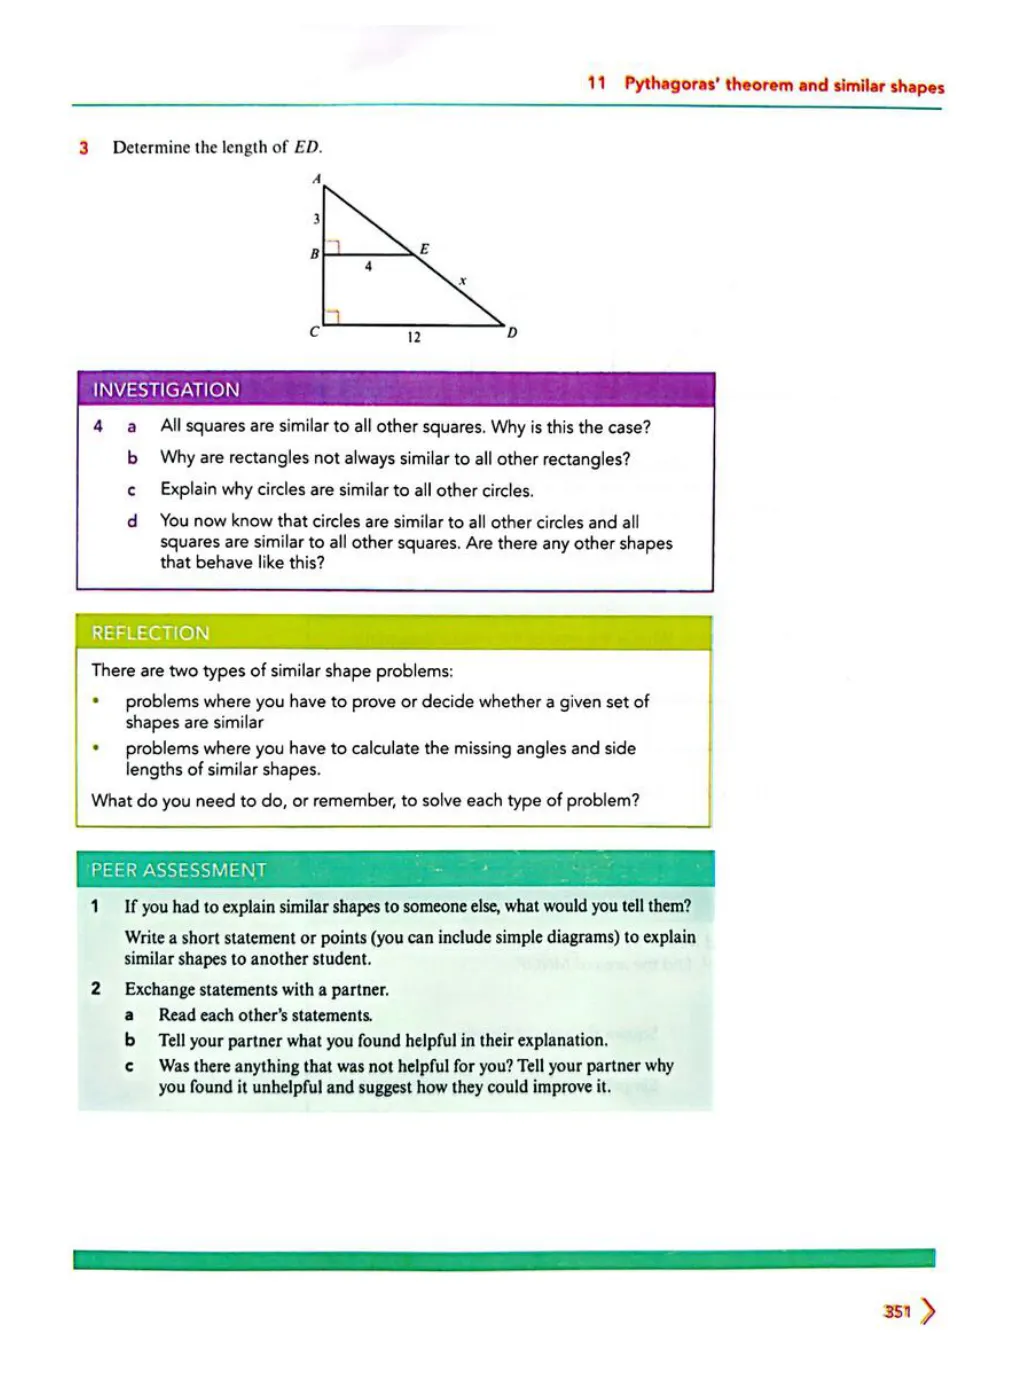 11 Pythagoras' theorem and similar shapes
3 Determine the length of ED.
A
3
B
E
4
x
C
12
D
INVESTIGATION
4 a All squares are similar to all other squares. Why is this the case?
b Why are rectangles not always similar to all other rectangles?
c Explain why circles are similar to all other circles.
d You now know that circles are similar to all other circles and all
squares are similar to all other squares. Are there any other shapes
that behave like this?
REFLECTION
There are two types of similar shape problems:
• problems where you have to prove or decide whether a given set of
shapes are similar
• problems where you have to calculate the missing angles and side
lengths of similar shapes.
What do you need to do, or remember, to solve each type of problem?
PEER ASSESSMENT
1 If you had to explain similar shapes to someone else, what would you tell them?
Write a short statement or points (you can include simple diagrams) to explain
similar shapes to another student.
2 Exchange statements with a partner.
a Read each other's statements.
b Tell your partner what you found helpful in their explanation.
c Was there anything that was not helpful for you? Tell your partner why
you found it unhelpful and suggest how they could improve it.
351